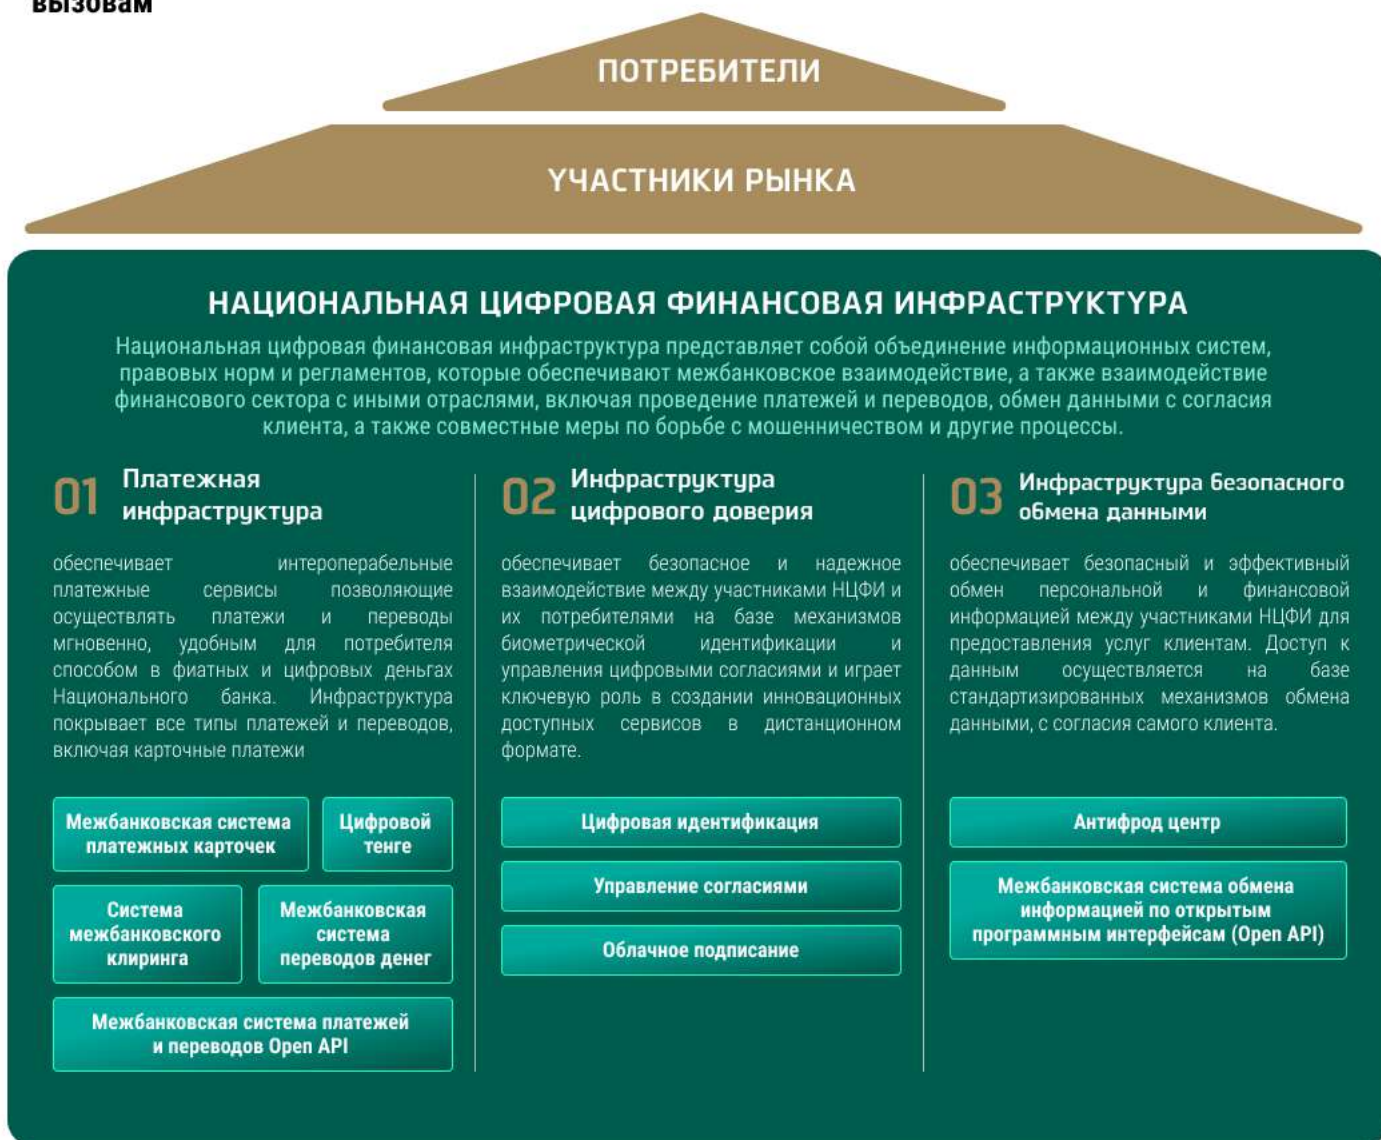 вызовам
ПОТРЕБИТЕЛИ
УЧАСТНИКИ РЫНКА
НАЦИОНАЛЬНАЯ ЦИФРОВАЯ ФИНАНСОВАЯ ИНФРАСТРУКТУРА
Национальная цифровая финансовая инфраструктура представляет собой объединение информационных систем,
правовых норм и регламентов, которые обеспечивают межбанковское взаимодействие, а также взаимодействие
финансового сектора с иными отраслями, включая проведение платежей и переводов, обмен данными с согласия
клиента, а также совместные меры по борьбе с мошенничеством и другие процессы.
01
Платежная
инфраструктура
обеспечивает интероперабельные
платежные сервисы позволяющие
осуществлять платежи и переводы
мгновенно, удобным для потребителя
способом в фиатных и цифровых деньгах
Национального банка. Инфраструктура
покрывает все типы платежей и переводов,
включая карточные платежи
Межбанковская система
платежных карточек
Цифровой
тенге
Система
межбанковского
клиринга
Межбанковская
система
переводов денег
Межбанковская система платежей
и переводов Open API
02
Инфраструктура
цифрового доверия
обеспечивает безопасное и надежное
взаимодействие между участниками НЦФИ и
их потребителями на базе механизмов
биометрической идентификации и
управления цифровыми согласиями и играет
ключевую роль в создании инновационных
доступных сервисов в дистанционном
формате.
Цифровая идентификация
Управление согласиями
Облачное подписание
03
Инфраструктура безопасного
обмена данными
обеспечивает безопасный и эффективный
обмен персональной и финансовой
информацией между участниками НЦФИ для
предоставления услуг клиентам. Доступ к
данным осуществляется на базе
стандартизированных механизмов обмена
данными, с согласия самого клиента.
Антифрод центр
Межбанковская система обмена
информацией по открытым
программным интерфейсам (Open API)